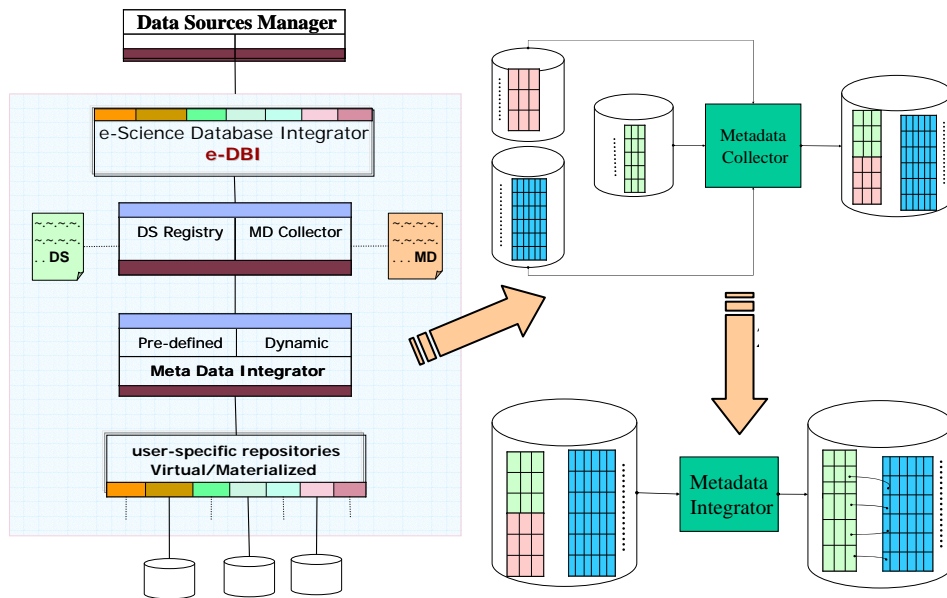 Data Sources Manager
e-Science Database Integrator
e-DBI
DS Registry
MD Collector
~.~.~.~.
~.~.~.~.
. . DS
~.~.~.~.
~.~.~.~.
. . . MD
Pre-defined
Dynamic
Meta Data Integrator
user-specific repositories
Virtual/Materialized
Metadata
Collector
Metadata
Integrator